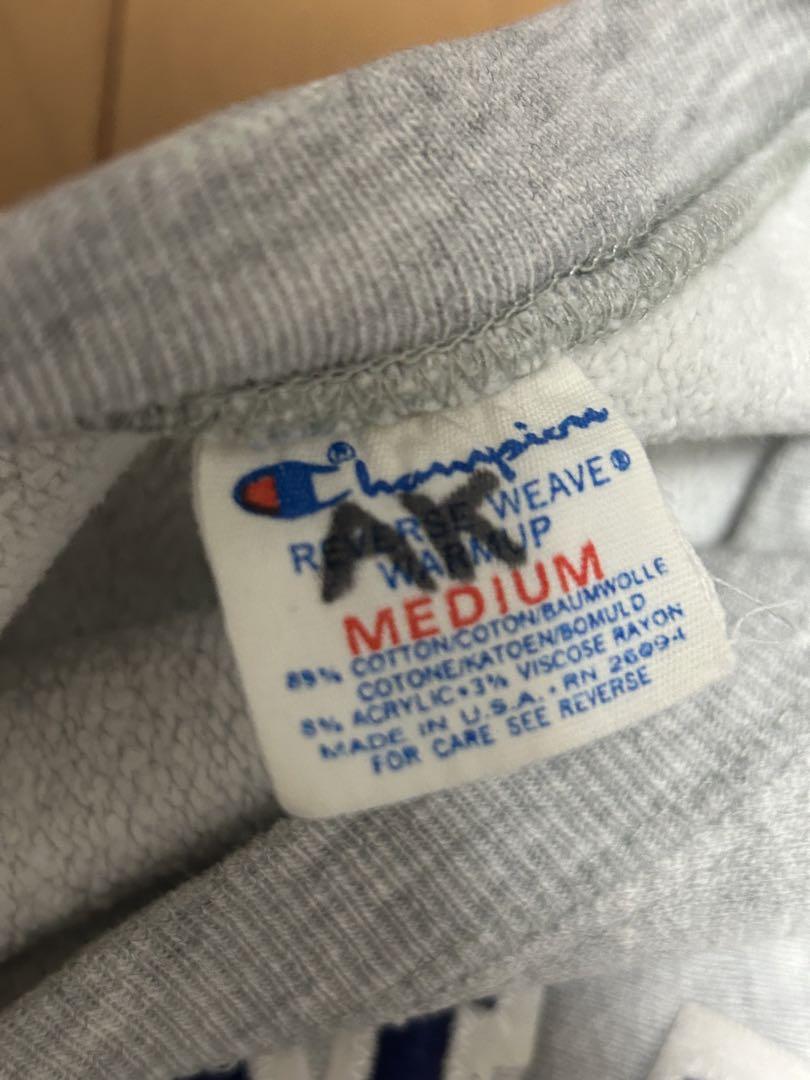 Champion®
REVERSE WEAVE®
WARMUP
AK
MEDIUM
89% COTTON/COTON/BAUMWOLLE
COTONE/KATOEN/BOMULD
8% ACRYLIC • 3% VISCOSE RAYON
MADE IN U.S.A. • RN 26094
FOR CARE SEE REVERSE